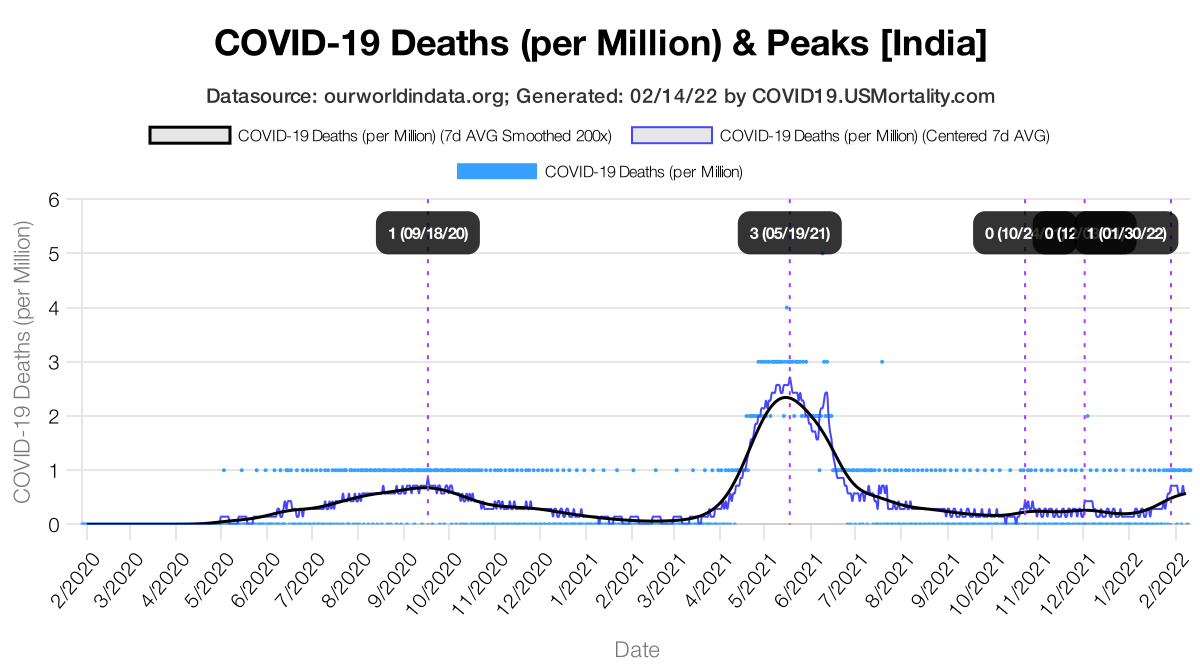 COVID-19 Deaths (per Million) & Peaks [India]
Datasource: ourworldindata.org; Generated: 02/14/22 by COVID19.USMortality.com
COVID-19 Deaths (per Million) (7d AVG Smoothed 200x) COVID-19 Deaths (per Million) (Centered 7d AVG)
COVID-19 Deaths (per Million)
COVID-19 Deaths (per Million)
6
5
4
3
2
1
0
1 (09/18/20) 3 (05/19/21) 0 (10/24 0 (12 1 (01/30/22)
2/2020 3/2020 4/2020 5/2020 6/2020 7/2020 8/2020 9/2020 10/2020 11/2020 12/2020 1/2021 2/2021 3/2021 4/2021 5/2021 6/2021 7/2021 8/2021 9/2021 10/2021 11/2021 12/2021 1/2022 2/2022
Date